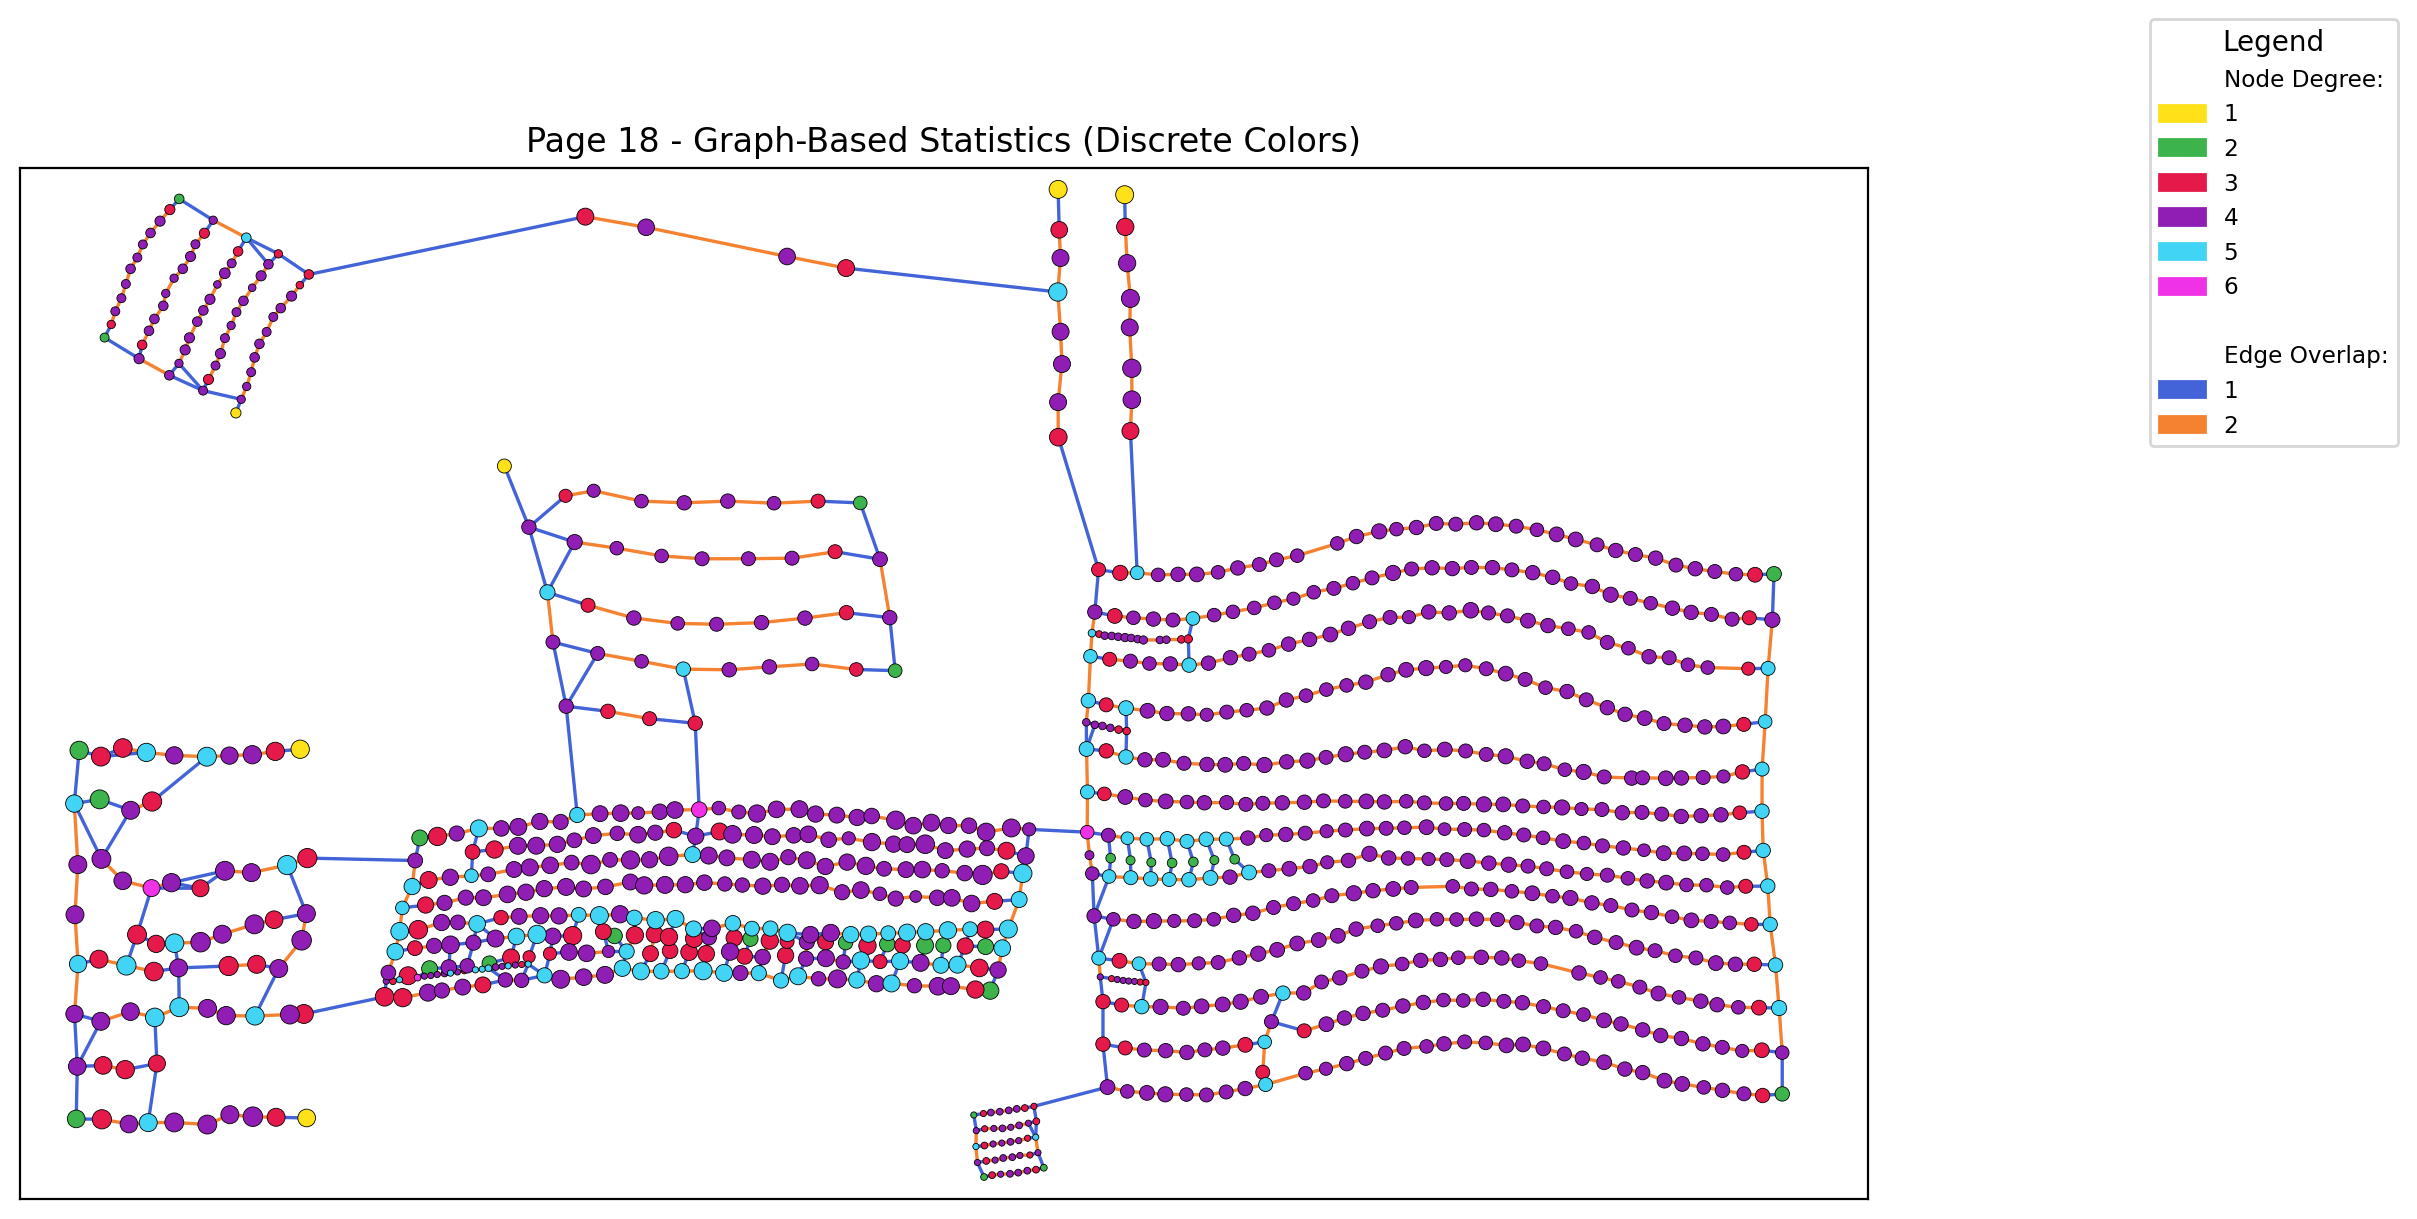 Page 18 - Graph-Based Statistics (Discrete Colors)
Legend
Node Degree:
1
2
3
4
5
6
Edge Overlap:
1
2